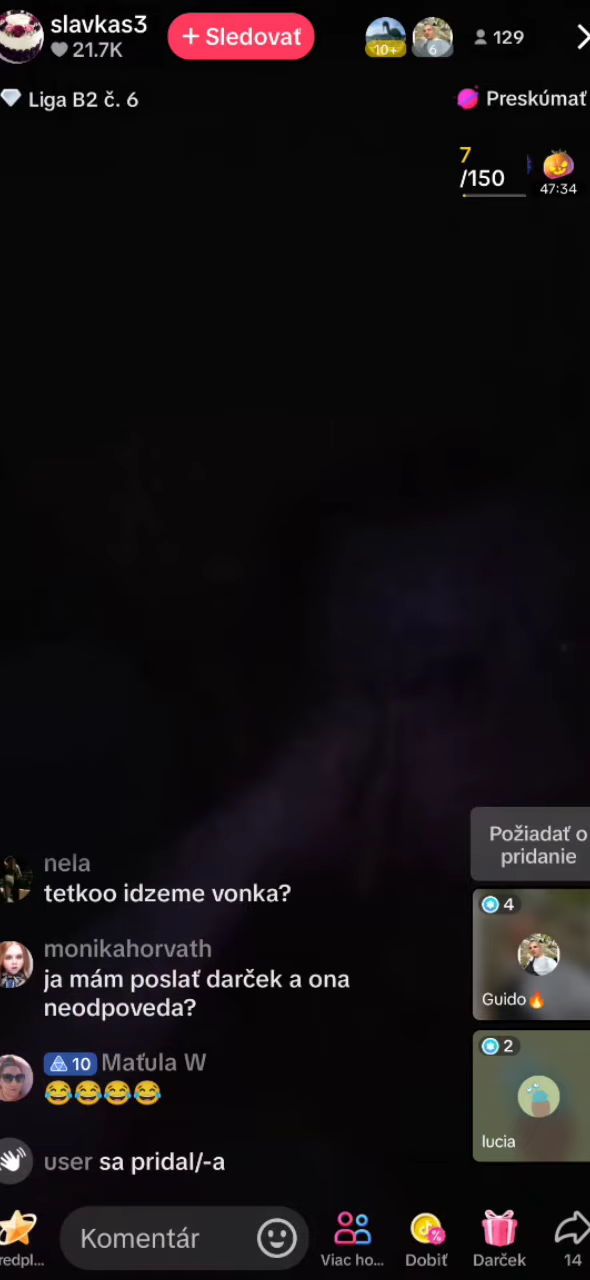 slavkas3
21.7K
+ Sledovať
10+
6
129
Liga B2 č. 6
Preskúmať
7
/150
47:34
nela
tetkoo idzeme vonka?
monikahorvath
ja mám poslať darček a ona
neodpoveda?
10 Maťula W
😂😂😂😂
user sa pridal/-a
Požiadať o
pridanie
4
Guido🔥
2
lucia
redpl...
Komentár
Viac ho...
Dobiť
Darček
14